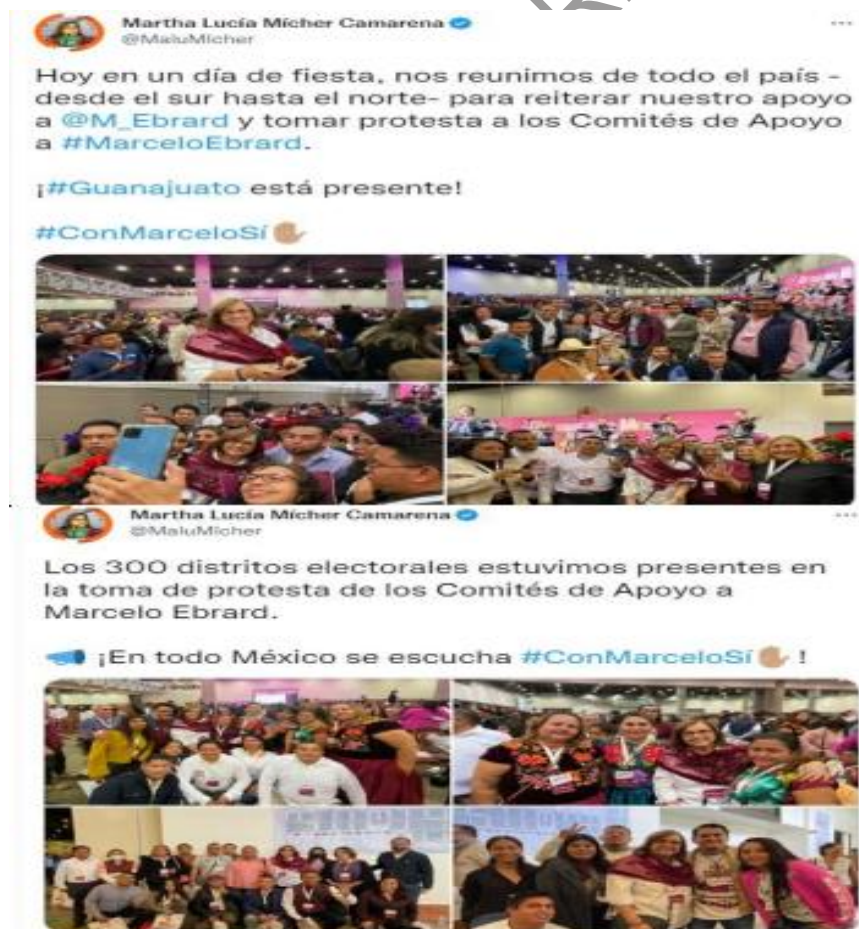 Martha Lucía Mícher Camarena
@MaluMicher
Hoy en un día de fiesta, nos reunimos de todo el país -
desde el sur hasta el norte- para reiterar nuestro apoyo
a @M_Ebrard y tomar protesta a los Comités de Apoyo
a #MarceloEbrard.
¡#Guanajuato está presente!
#ConMarceloSí
Martha Lucía Mícher Camarena
@MaluMicher
Los 300 distritos electorales estuvimos presentes en
la toma de protesta de los Comités de Apoyo a
Marcelo Ebrard.
¡En todo México se escucha #ConMarceloSí !